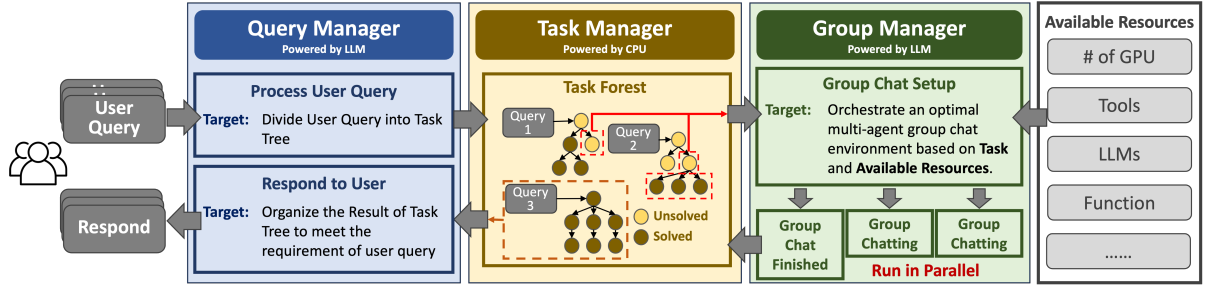 User
Query
Respond
Query Manager
Powered by LLM
Process User Query
Target: Divide User Query into Task
Tree
Respond to User
Target: Organize the Result of Task
Tree to meet the
requirement of user query
Task Manager
Powered by CPU
Task Forest
Query
1
Query
2
Query
3
Unsolved
Solved
Group Manager
Powered by LLM
Group Chat Setup
Target: Orchestrate an optimal
multi-agent group chat
environment based on Task
and Available Resources.
Group
Chat
Finished
Group
Chatting
Group
Chatting
Run in Parallel
Available Resources
# of GPU
Tools
LLMs
Function
......